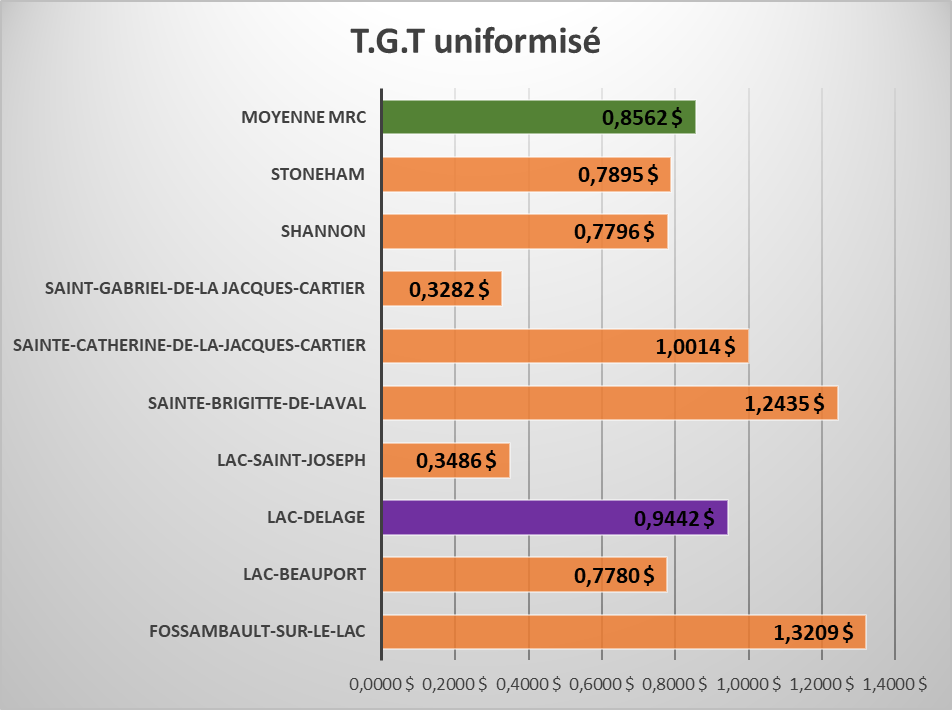 T.G.T uniformisé
MOYENNE MRC
0,8562 $
STONEHAM
0,7895 $
SHANNON
0,7796 $
SAINT-GABRIEL-DE-LA JACQUES-CARTIER
0,3282 $
SAINTE-CATHERINE-DE-LA-JACQUES-CARTIER
1,0014 $
SAINTE-BRIGITTE-DE-LAVAL
1,2435 $
LAC-SAINT-JOSEPH
0,3486 $
LAC-DELAGE
0,9442 $
LAC-BEAUPORT
0,7780 $
FOSSAMBAULT-SUR-LE-LAC
1,3209 $
0,0000 $ 0,2000 $ 0,4000 $ 0,6000 $ 0,8000 $ 1,0000 $ 1,2000 $ 1,4000 $